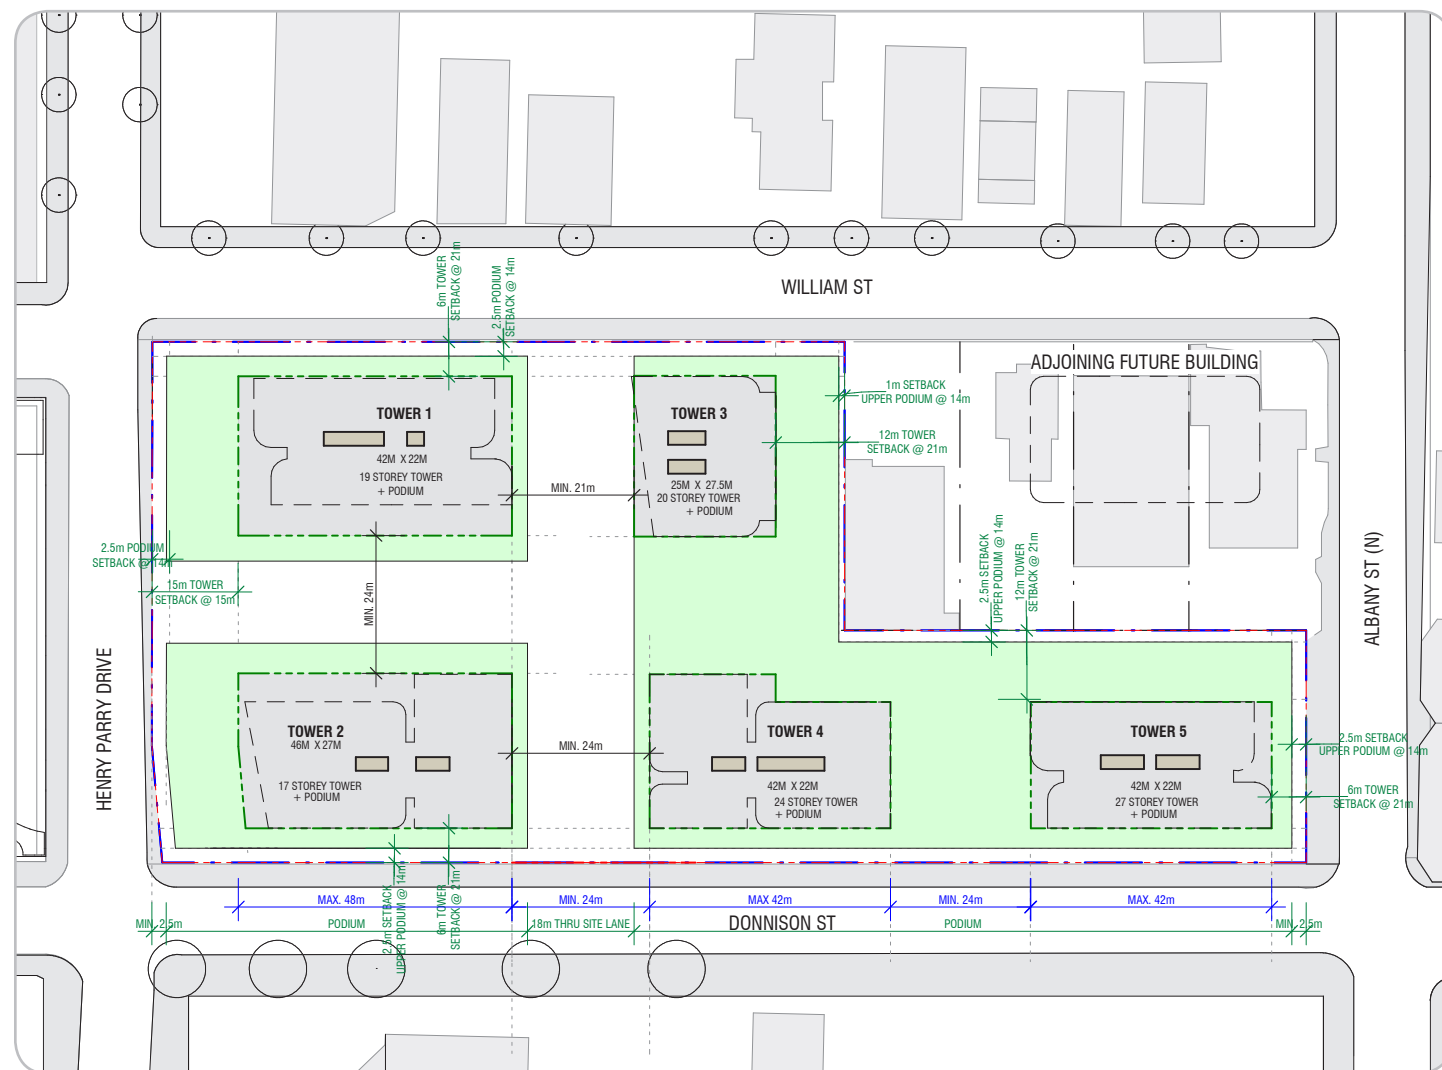 6m TOWER
SETBACK @ 21m
2.5m PODIUM
SETBACK @ 14m
WILLIAM ST
ADJOINING FUTURE BUILDING
TOWER 1
42M X 22M
19 STOREY TOWER
+ PODIUM
TOWER 3
25M X 27.5M
20 STOREY TOWER
+ PODIUM
1m SETBACK
UPPER PODIUM @ 14m
12m TOWER
SETBACK @ 21m
MIN. 21m
2.5m PODIUM
SETBACK @ 14m
15m TOWER
SETBACK @ 15m
MIN. 24m
2.5m SETBACK
UPPER PODIUM @ 14m
12m TOWER
SETBACK @ 21m
ALBANY ST (N)
HENRY PARRY DRIVE
TOWER 2
46M X 27M
17 STOREY TOWER
+ PODIUM
MIN. 24m
TOWER 4
42M X 22M
24 STOREY TOWER
+ PODIUM
TOWER 5
42M X 22M
27 STOREY TOWER
+ PODIUM
2.5m SETBACK
UPPER PODIUM @ 14m
6m TOWER
SETBACK @ 21m
MAX. 48m
MIN. 24m
MAX 42m
MIN. 24m
MAX. 42m
2.5m SETBACK
UPPER PODIUM @ 14m
6m TOWER
SETBACK @ 21m
MIN. 2.5m
PODIUM
18m THRU SITE LANE
DONNISON ST
PODIUM
MIN. 2.5m